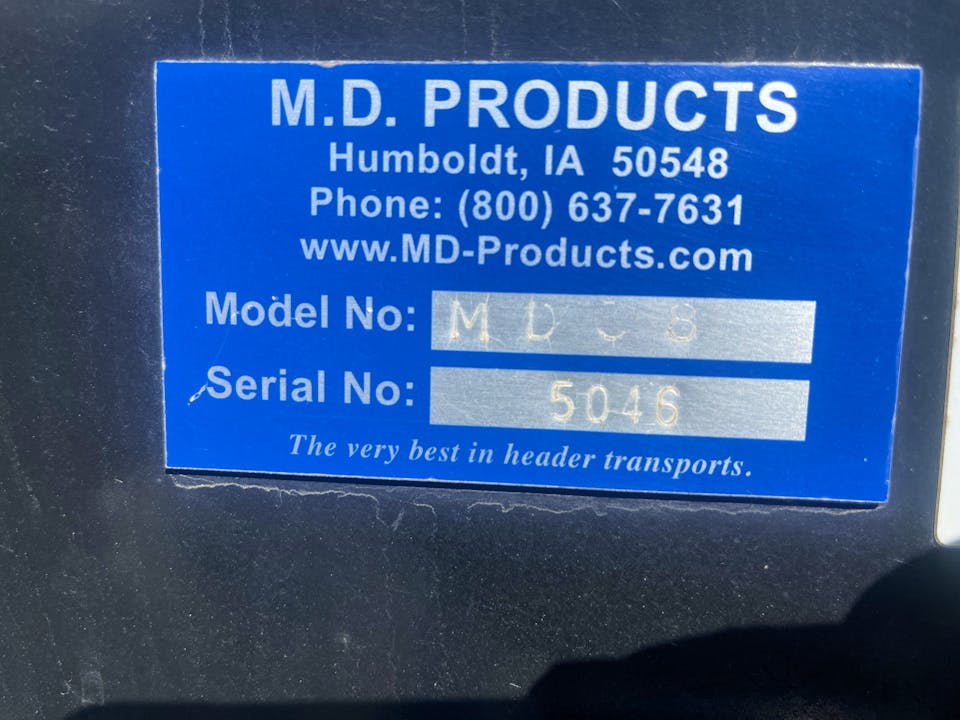 M.D. PRODUCTS
Humboldt, IA 50548
Phone: (800) 637-7631
www.MD-Products.com
Model No:
Serial No: 5046
The very best in header transports.